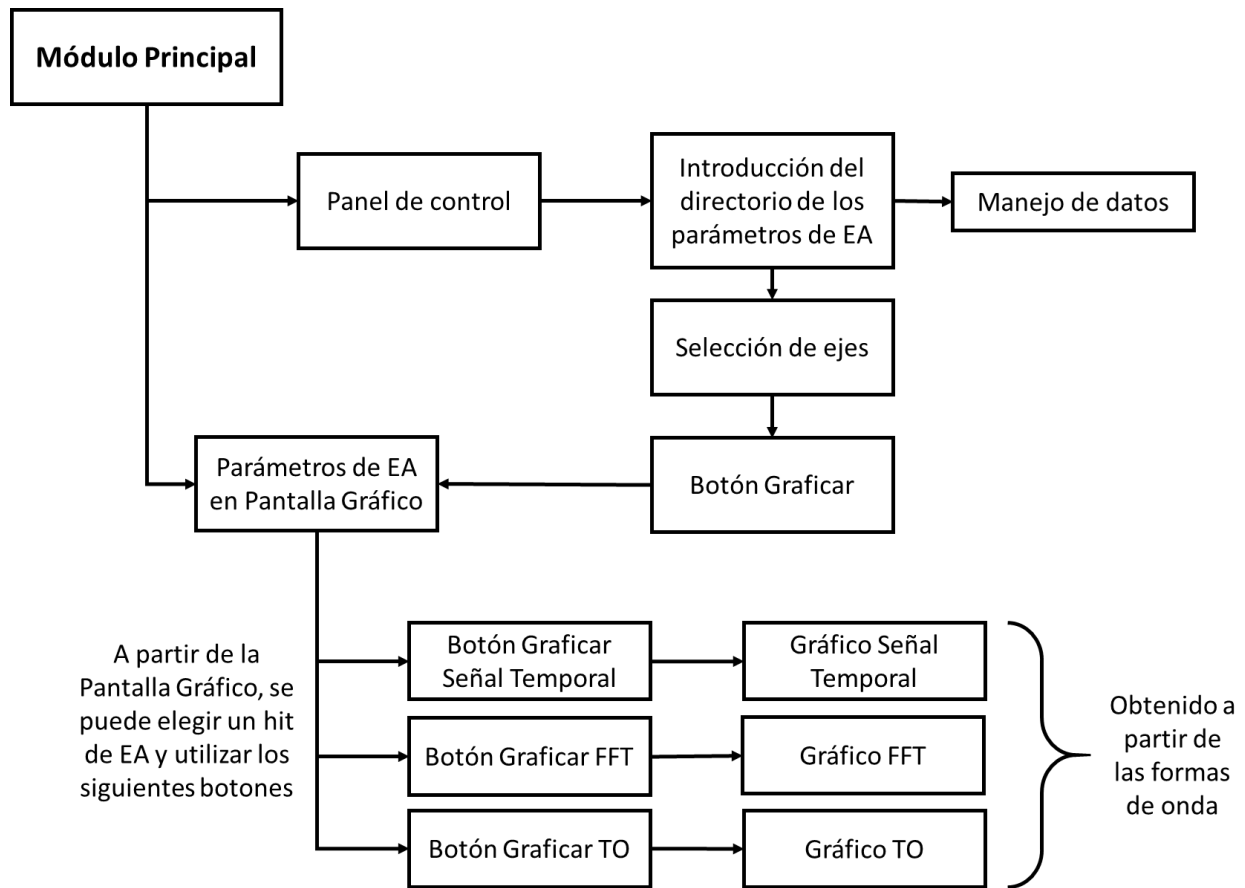 Módulo Principal
Panel de control
Introducción del
directorio de los
parámetros de EA
Manejo de datos
Selección de ejes
Parámetros de EA
en Pantalla Gráfico
Botón Graficar
A partir de la
Pantalla Gráfico, se
puede elegir un hit
de EA y utilizar los
siguientes botones
Botón Graficar
Señal Temporal
Gráfico Señal
Temporal
Botón Graficar FFT
Gráfico FFT
Botón Graficar TO
Gráfico TO
Obtenido a
partir de
las formas
de onda